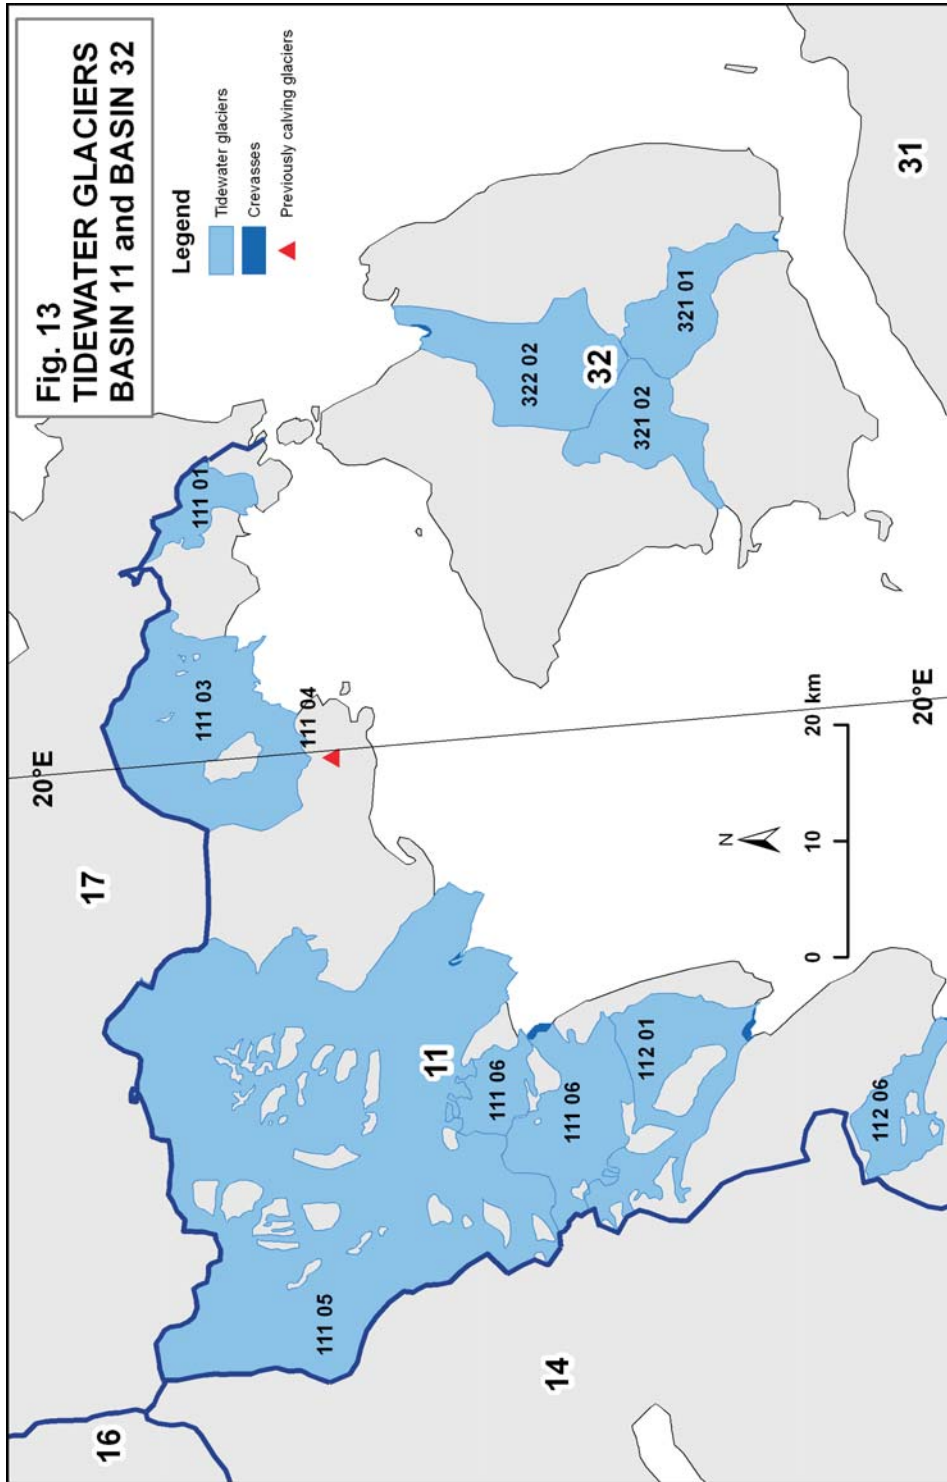 Fig. 13
TIDEWATER GLACIERS
BASIN 11 and BASIN 32
Legend
Tidewater glaciers
Crevasses
Previously calving glaciers
16
17
20°E
111 01
111 03
111 04
111 05
11
111 06
111 06
112 01
112 06
14
322 02
32
321 02
321 01
31
N
0
10
20 km
20°E